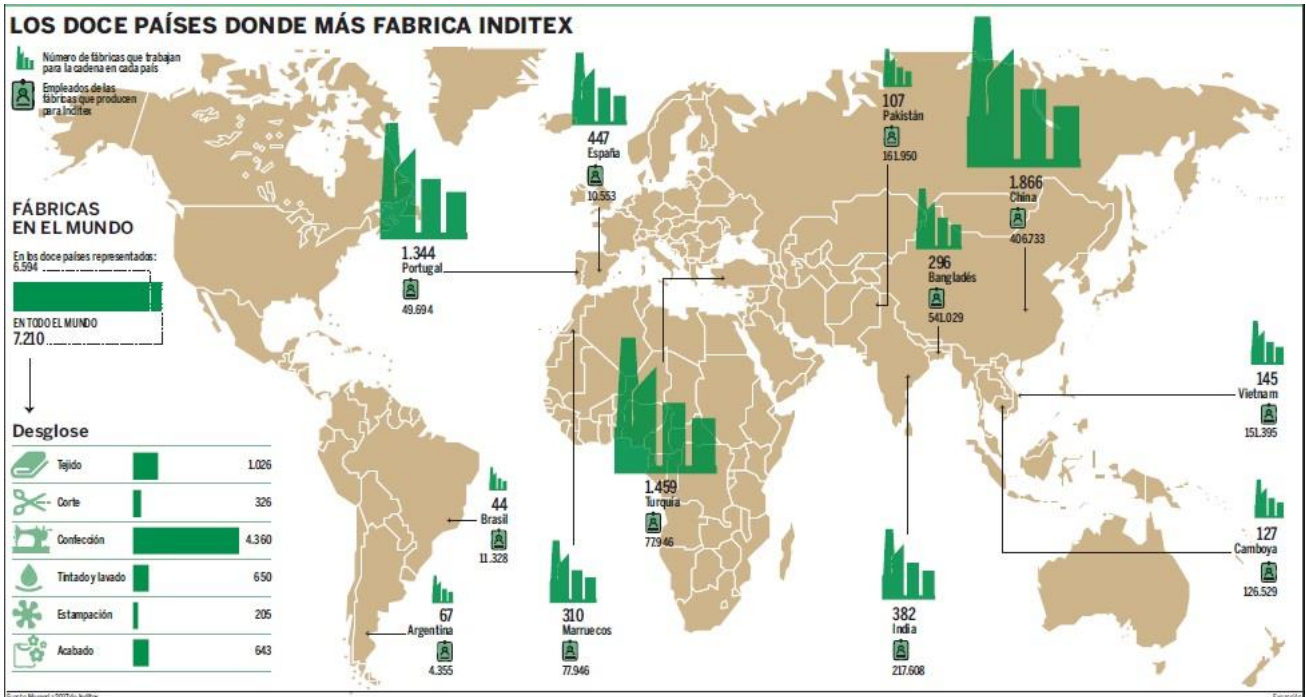 LOS DOCE PAÍSES DONDE MÁS FABRICA INDITEX
Número de fábricas que trabajan
para la cadena en cada país
Empleados de las
fábricas que producen
para Inditex
FÁBRICAS
EN EL MUNDO
En los doce países representados:
6.594
EN TODO EL MUNDO
7.210
Desglose
Tejido 1.026
Corte 326
Confección 4.360
Tintado y lavado 650
Estampación 205
Acabado 643
1.344
Portugal
49.694
447
España
10.553
107
Pakistán
161.950
1.866
China
406.733
296
Bangladés
541.029
145
Vietnam
151.395
127
Camboya
126.529
1.459
Turquía
77.946
44
Brasil
11.328
67
Argentina
4.355
310
Marruecos
77.946
382
India
217.608